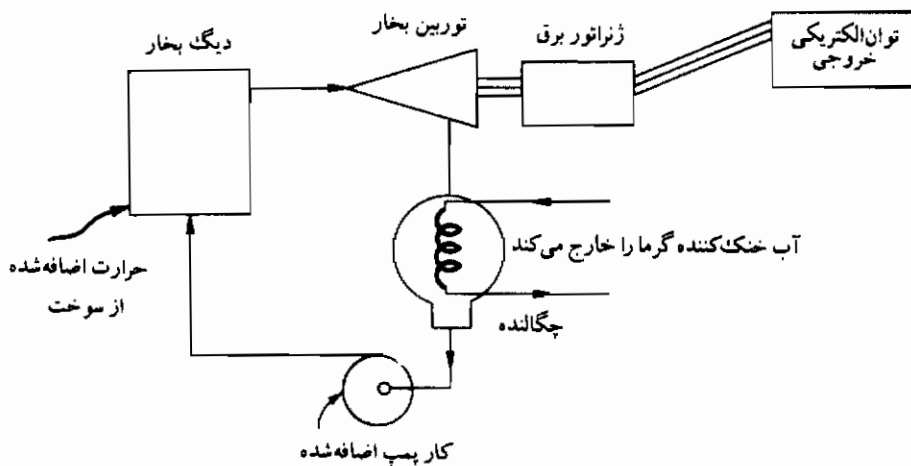 توان الکتریکی
خروجی
ژنراتور برق
توربین بخار
دیگ بخار
آب خنک‌کننده گرما را خارج می‌کند
حرارت اضافه‌شده
از سوخت
چگالنده
کار پمپ اضافه‌شده